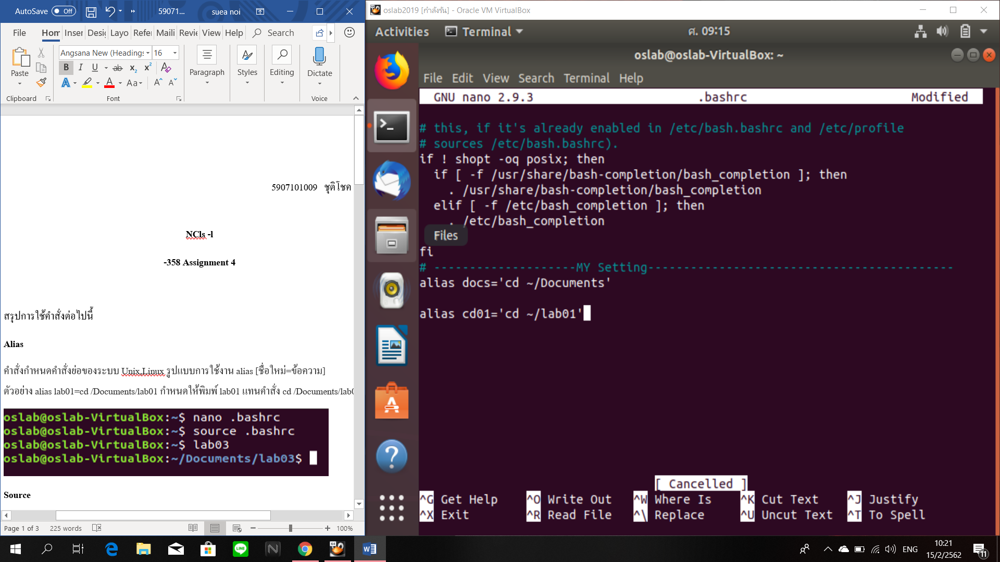 AutoSave Off
59071... suea noi
File Hom Inser Desig Layo Refer Maili Revie View Help Search
Paste
Clipboard
Angsana New (Headings 16
B I U ab x₂ x²
A A Aa A A
Font
Paragraph
Styles
Editing
Dictate
Voice
5907101009 ชุติโชค
NCls -l
-358 Assignment 4
สรุปการใช้คำสั่งต่อไปนี้
Alias
คำสั่งกำหนดคำสั่งย่อของระบบ Unix,Linux รูปแบบการใช้งาน alias [ชื่อใหม่=ข้อความ]
ตัวอย่าง alias lab01=cd /Documents/lab01 กำหนดให้พิมพ์ lab01 แทนคำสั่ง cd /Documents/lab0
oslab@oslab-VirtualBox:~$ nano .bashrc
oslab@oslab-VirtualBox:~$ source .bashrc
oslab@oslab-VirtualBox:~$ lab03
oslab@oslab-VirtualBox:~/Documents/lab03$
Source
Page 1 of 3 225 words 100%
oslab2019 [กำลังรัน] - Oracle VM VirtualBox
Activities Terminal ศ. 09:15
oslab@oslab-VirtualBox: ~
File Edit View Search Terminal Help
GNU nano 2.9.3 .bashrc Modified
# this, if it's already enabled in /etc/bash.bashrc and /etc/profile
# sources /etc/bash.bashrc).
if ! shopt -oq posix; then
if [ -f /usr/share/bash-completion/bash_completion ]; then
. /usr/share/bash-completion/bash_completion
elif [ -f /etc/bash_completion ]; then
. /etc/bash_completion
Files
fi
# --------------------MY Setting-------------------------------------------
alias docs='cd ~/Documents'
alias cd01='cd ~/lab01'
[ Cancelled ]
^G Get Help ^O Write Out ^W Where Is ^K Cut Text ^J Justify
^X Exit ^R Read File ^\ Replace ^U Uncut Text ^T To Spell
LINE N 64 W
ENG 10:21
15/2/2562
11